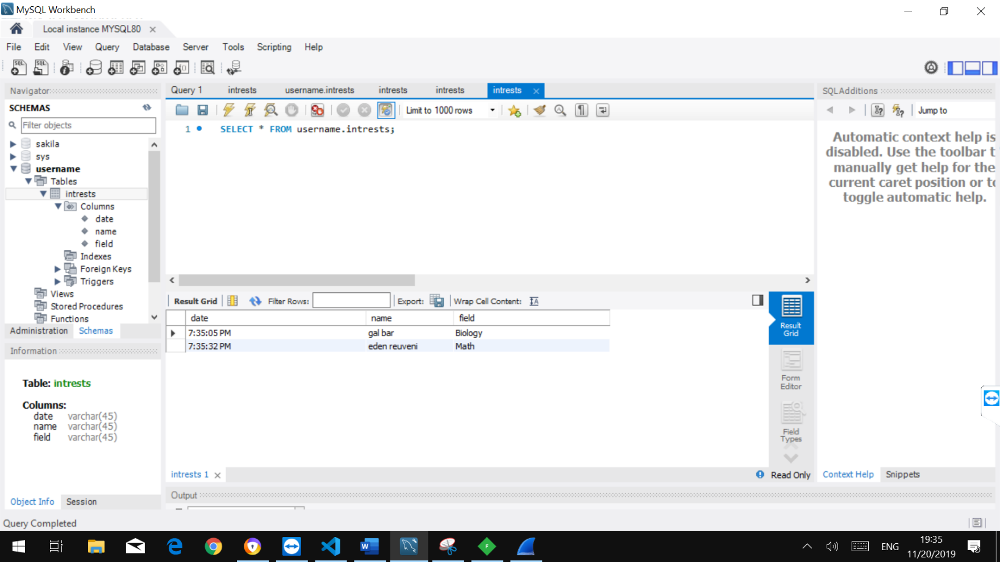 MySQL Workbench
Local instance MYSQL80
File Edit View Query Database Server Tools Scripting Help
Navigator
SCHEMAS
Filter objects
sakila
sys
username
Tables
intrests
Columns
date
name
field
Indexes
Foreign Keys
Triggers
Views
Stored Procedures
Functions
Administration Schemas
Information
Table: intrests
Columns:
date varchar(45)
name varchar(45)
field varchar(45)
Object Info Session
Query 1 intrests username.intrests intrests intrests intrests
Limit to 1000 rows
1 SELECT * FROM username.intrests;
Result Grid Filter Rows: Export: Wrap Cell Content:
date name field
7:35:05 PM gal bar Biology
7:35:32 PM eden reuveni Math
Result
Grid
Form
Editor
Field
Types
intrests 1
Read Only
Output
SQLAdditions
Jump to
Automatic context help is
disabled. Use the toolbar t
manually get help for the
current caret position or to
toggle automatic help.
Context Help Snippets
Query Completed
ENG
19:35
11/20/2019